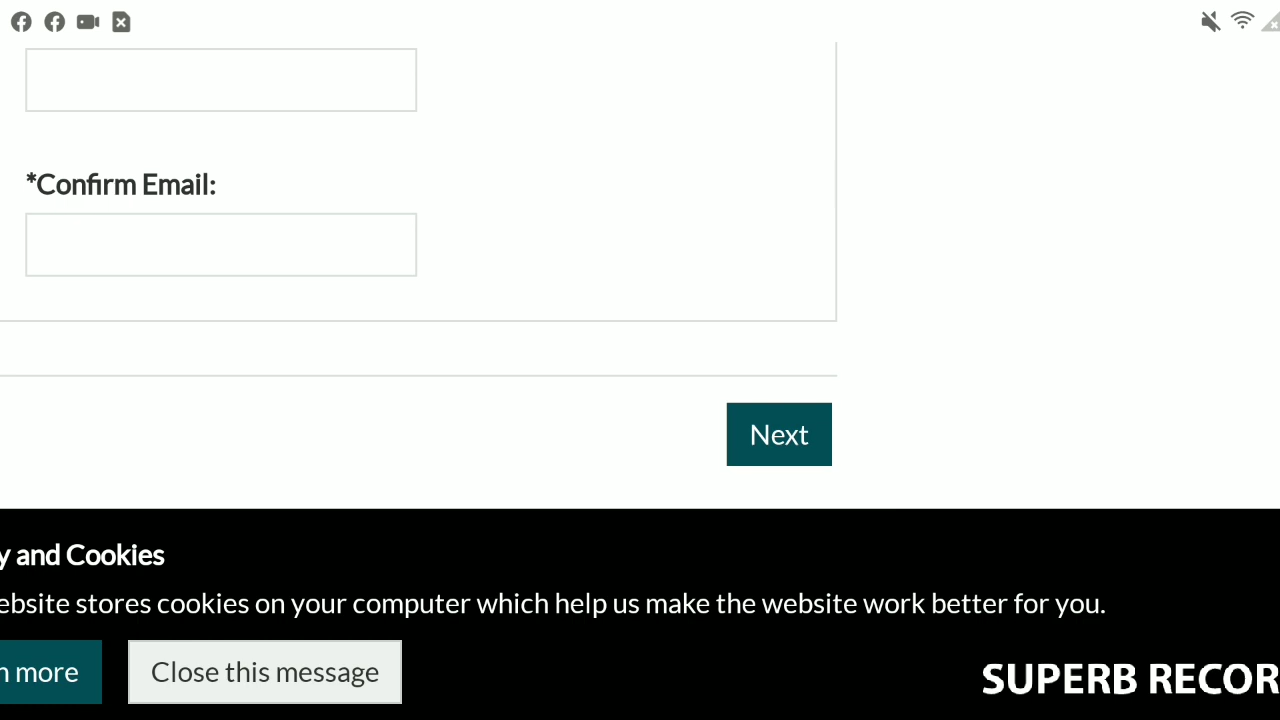 *Confirm Email:
Next
y and Cookies
ebsite stores cookies on your computer which help us make the website work better for you.
n more
Close this message
SUPERB RECOR